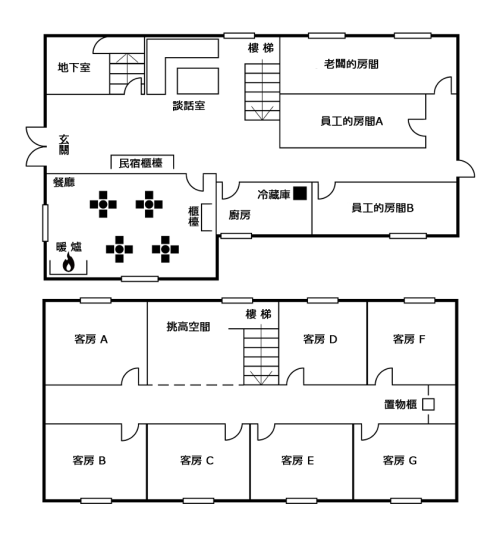 樓 梯
地下室
老闆的房間
談話室
員工的房間A
玄關
民宿櫃檯
餐廳
冷藏庫
櫃檯
廚房
員工的房間B
暖 爐
樓 梯
挑高空間
客房 A
客房 D
客房 F
置物櫃
客房 B
客房 C
客房 E
客房 G